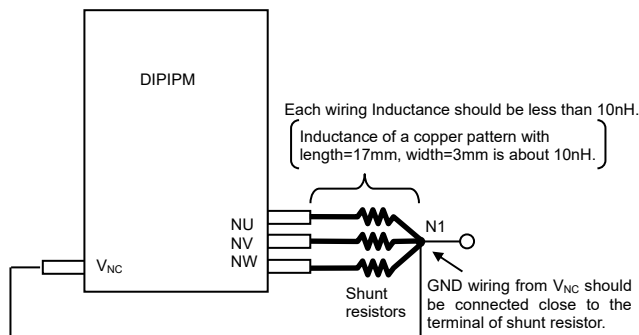 DIPIPM
Each wiring Inductance should be less than 10nH.
Inductance of a copper pattern with
length=17mm, width=3mm is about 10nH.
NU
NV
NW
VNC
N1
Shunt
resistors
GND wiring from VNC should
be connected close to the
terminal of shunt resistor.